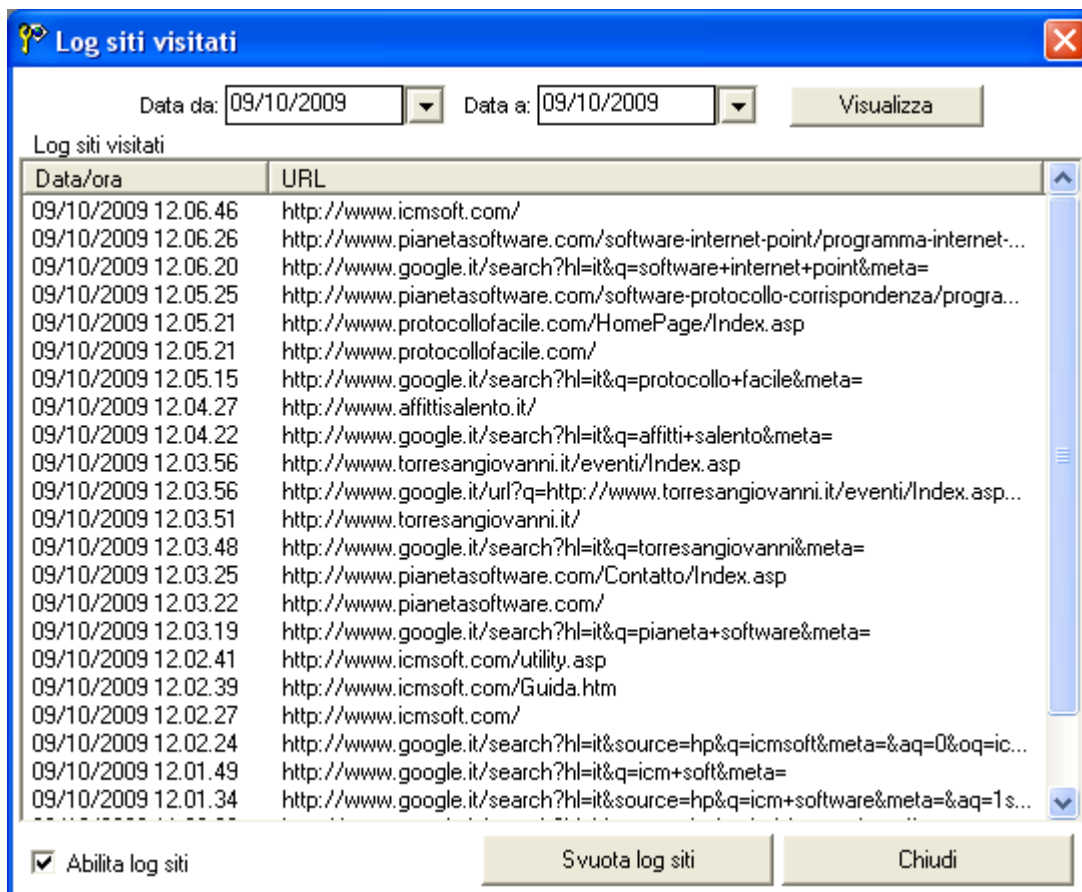 Log siti visitati
Data da: 09/10/2009 Data a: 09/10/2009 Visualizza
Log siti visitati
Data/ora URL
09/10/2009 12.06.46 http://www.icmsoft.com/
09/10/2009 12.06.26 http://www.pianetasoftware.com/software-internet-point/programma-internet-...
09/10/2009 12.06.20 http://www.google.it/search?hl=it&q=software+internet+point&meta=
09/10/2009 12.05.25 http://www.pianetasoftware.com/software-protocollo-corrispondenza/progra...
09/10/2009 12.05.21 http://www.protocollofacile.com/HomePage/Index.asp
09/10/2009 12.05.21 http://www.protocollofacile.com/
09/10/2009 12.05.15 http://www.google.it/search?hl=it&q=protocollo+facile&meta=
09/10/2009 12.04.27 http://www.affittisalento.it/
09/10/2009 12.04.22 http://www.google.it/search?hl=it&q=affitti+salento&meta=
09/10/2009 12.03.56 http://www.torresangiovanni.it/eventi/Index.asp
09/10/2009 12.03.56 http://www.google.it/url?q=http://www.torresangiovanni.it/eventi/Index.asp...
09/10/2009 12.03.51 http://www.torresangiovanni.it/
09/10/2009 12.03.48 http://www.google.it/search?hl=it&q=torresangiovanni&meta=
09/10/2009 12.03.25 http://www.pianetasoftware.com/Contatto/Index.asp
09/10/2009 12.03.22 http://www.pianetasoftware.com/
09/10/2009 12.03.19 http://www.google.it/search?hl=it&q=pianeta+software&meta=
09/10/2009 12.02.41 http://www.icmsoft.com/utility.asp
09/10/2009 12.02.39 http://www.icmsoft.com/Guida.htm
09/10/2009 12.02.27 http://www.icmsoft.com/
09/10/2009 12.02.24 http://www.google.it/search?hl=it&source=hp&q=icmsoft&meta=&aq=0&oq=ic...
09/10/2009 12.01.49 http://www.google.it/search?hl=it&q=icm+soft&meta=
09/10/2009 12.01.34 http://www.google.it/search?hl=it&source=hp&q=icm+software&meta=&aq=1s...
Abilita log siti Svuota log siti Chiudi